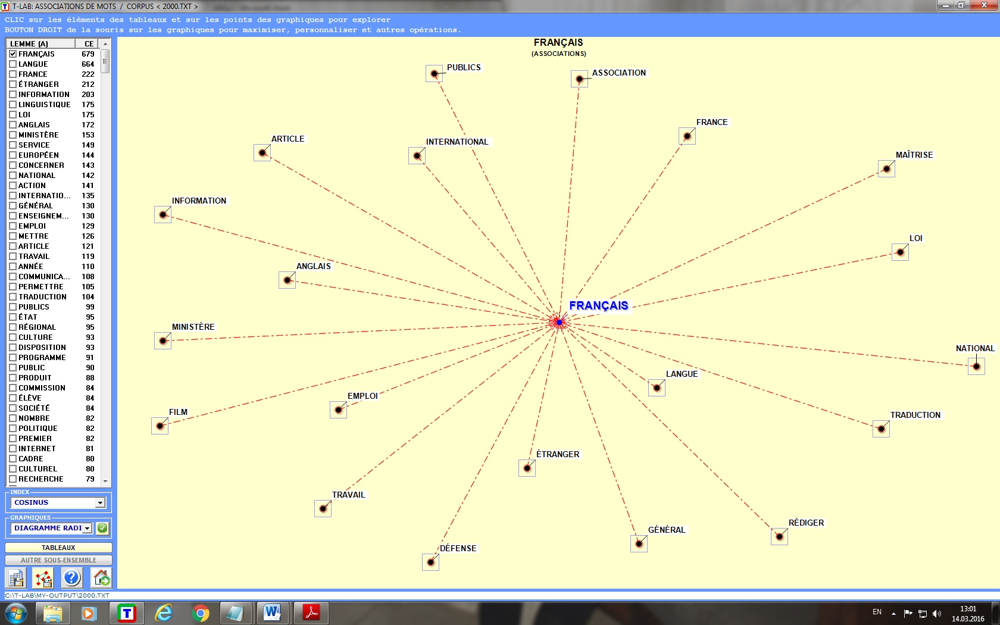 T-LAB: ASSOCIATIONS DE MOTS / CORPUS < 2000.TXT >
CLIC sur les éléments des tableaux et sur les points des graphiques pour explorer
BOUTON DROIT de la souris sur les graphiques pour maximiser, personnaliser et autres opérations.
LEMME (A) CE
FRANÇAIS 679
LANGUE 664
FRANCE 222
ÉTRANGER 212
INFORMATION 203
LINGUISTIQUE 175
LOI 175
ANGLAIS 172
MINISTÈRE 153
SERVICE 149
EUROPÉEN 144
CONCERNER 143
NATIONAL 142
ACTION 141
INTERNATIO... 135
GÉNÉRAL 130
ENSEIGNEM... 130
EMPLOI 129
METTRE 126
ARTICLE 121
TRAVAIL 119
ANNÉE 110
COMMUNICA... 108
PERMETTRE 105
TRADUCTION 104
PUBLICS 99
ÉTAT 95
RÉGIONAL 95
CULTURE 93
DISPOSITION 93
PROGRAMME 91
PUBLIC 90
PRODUIT 88
COMMISSION 84
ÉLÈVE 84
SOCIÉTÉ 84
NOMBRE 82
POLITIQUE 82
PREMIER 82
INTERNET 81
CADRE 80
CULTUREL 80
RECHERCHE 79
INDEX
COSINUS
GRAPHIQUES
DIAGRAMME RADI
TABLEAUX
AUTRE SOUS-ENSEMBLE
C:\T-LAB\MY-OUTPUT\2000.TXT
FRANÇAIS
(ASSOCIATIONS)
PUBLICS
ASSOCIATION
FRANCE
ARTICLE
INTERNATIONAL
MAÎTRISE
INFORMATION
LOI
ANGLAIS
FRANÇAIS
MINISTÈRE
NATIONAL
LANGUE
EMPLOI
FILM
TRADUCTION
ÉTRANGER
TRAVAIL
RÉDIGER
GÉNÉRAL
DÉFENSE
EN
13:01
14.03.2016